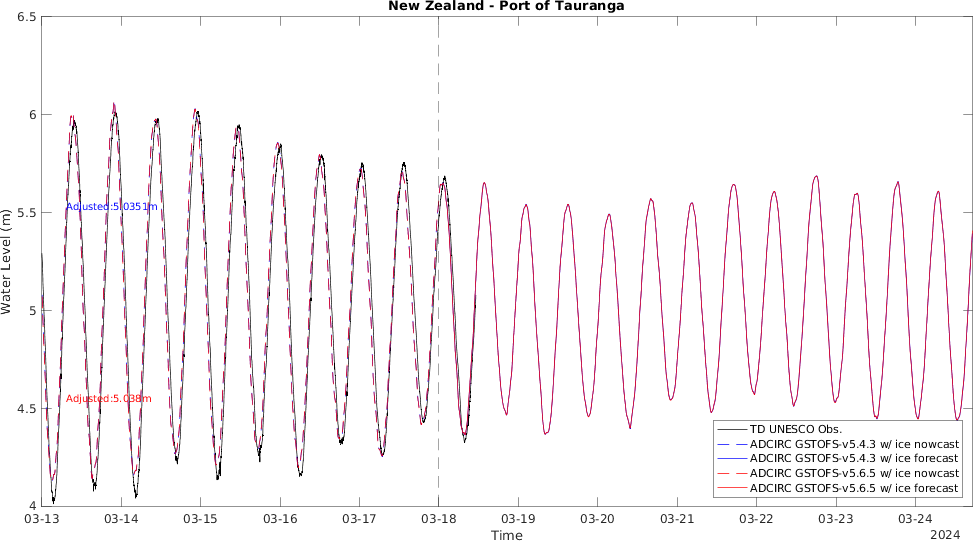 New Zealand - Port of Tauranga
6.5
6
5.5
5
4.5
4
Water Level (m)
Adjusted:5.0351m
Adjusted:5.038m
TD UNESCO Obs.
ADCIRC GSTOFS-v5.4.3 w/ ice nowcast
ADCIRC GSTOFS-v5.4.3 w/ ice forecast
ADCIRC GSTOFS-v5.6.5 w/ ice nowcast
ADCIRC GSTOFS-v5.6.5 w/ ice forecast
03-13 03-14 03-15 03-16 03-17 03-18 03-19 03-20 03-21 03-22 03-23 03-24
Time
2024